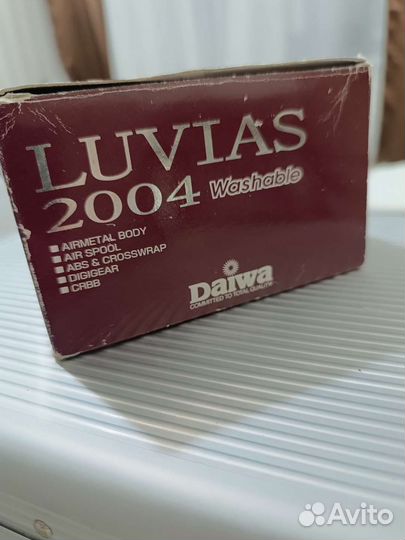 LUVIAS
2004 Washable
AIRMETAL BODY
AIR SPOOL
ABS & CROSSWRAP
DIGIGEAR
CRBB
Daiwa
COMMITTED TO TOTAL QUALITY
Avito